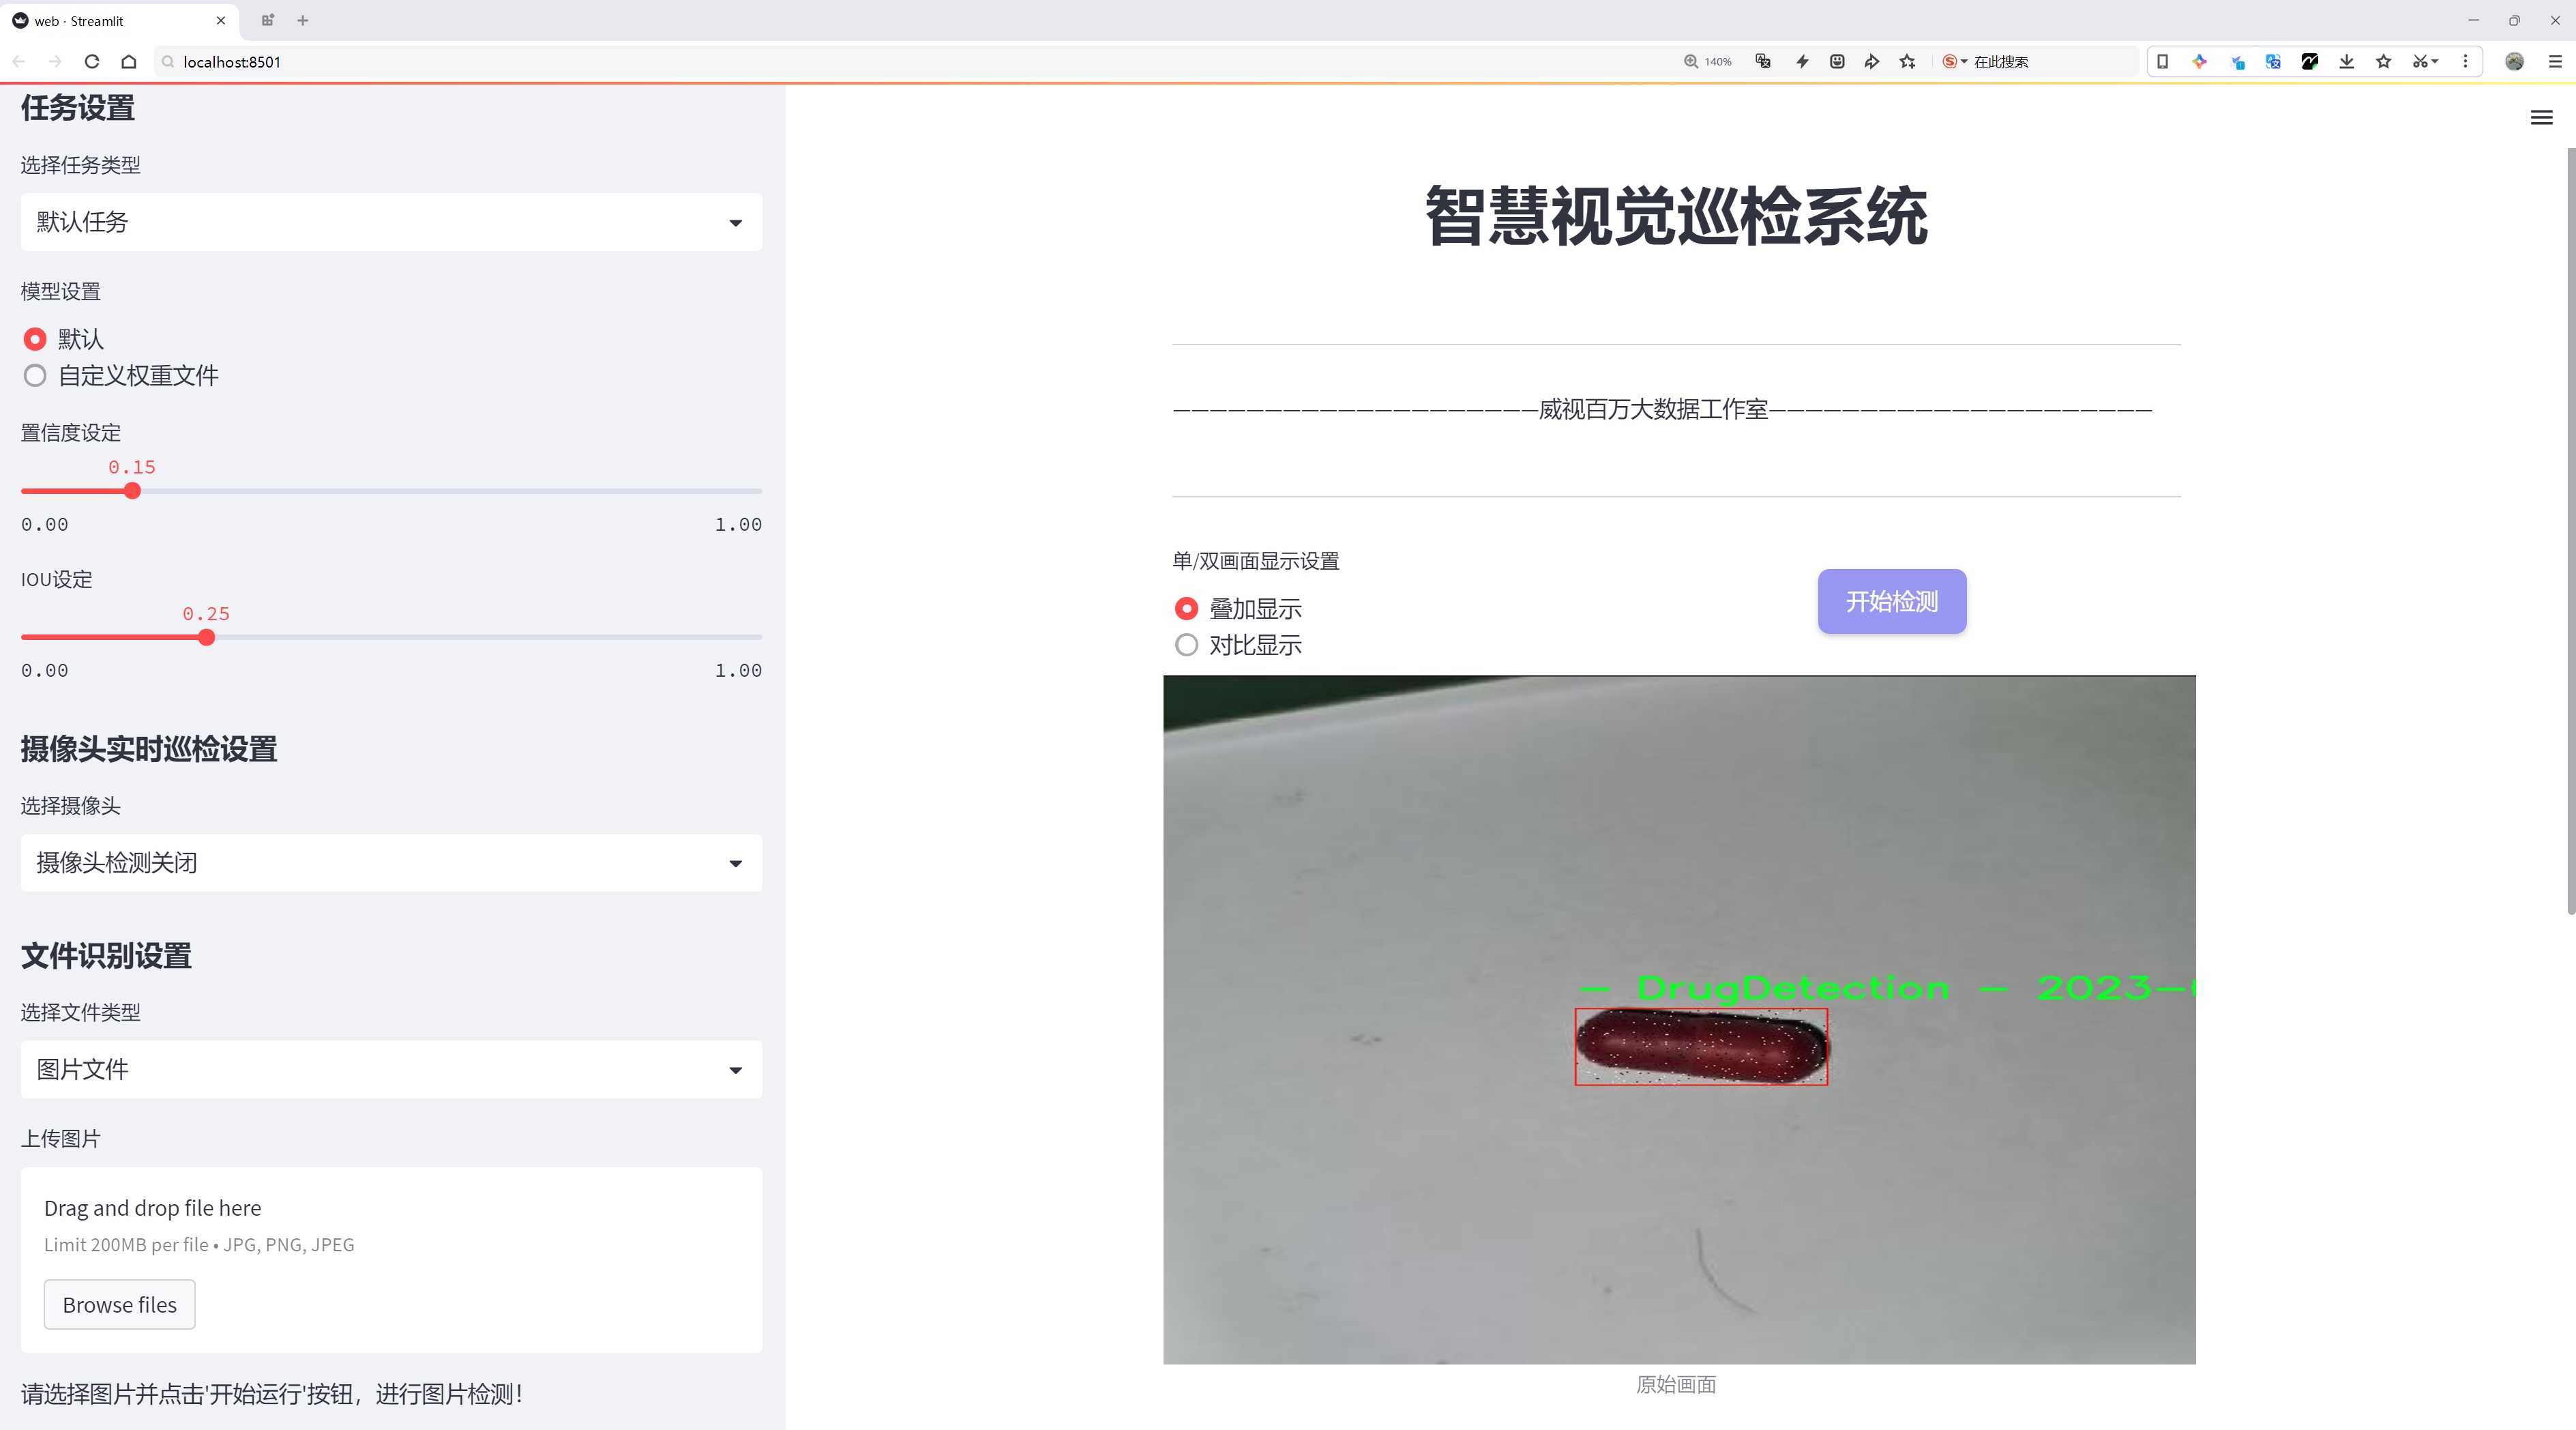 web · Streamlit
localhost:8501
140%
在此搜索
任务设置
选择任务类型
默认任务
模型设置
默认
自定义权重文件
置信度设定
0.15
0.00
1.00
IOU设定
0.25
0.00
1.00
摄像头实时巡检设置
选择摄像头
摄像头检测关闭
文件识别设置
选择文件类型
图片文件
上传图片
Drag and drop file here
Limit 200MB per file • JPG, PNG, JPEG
Browse files
请选择图片并点击'开始运行'按钮，进行图片检测！
智慧视觉巡检系统
————————————————————威视百万大数据工作室—————————————————————
单/双画面显示设置
叠加显示
对比显示
开始检测
— DrugDetection — 2023—
原始画面